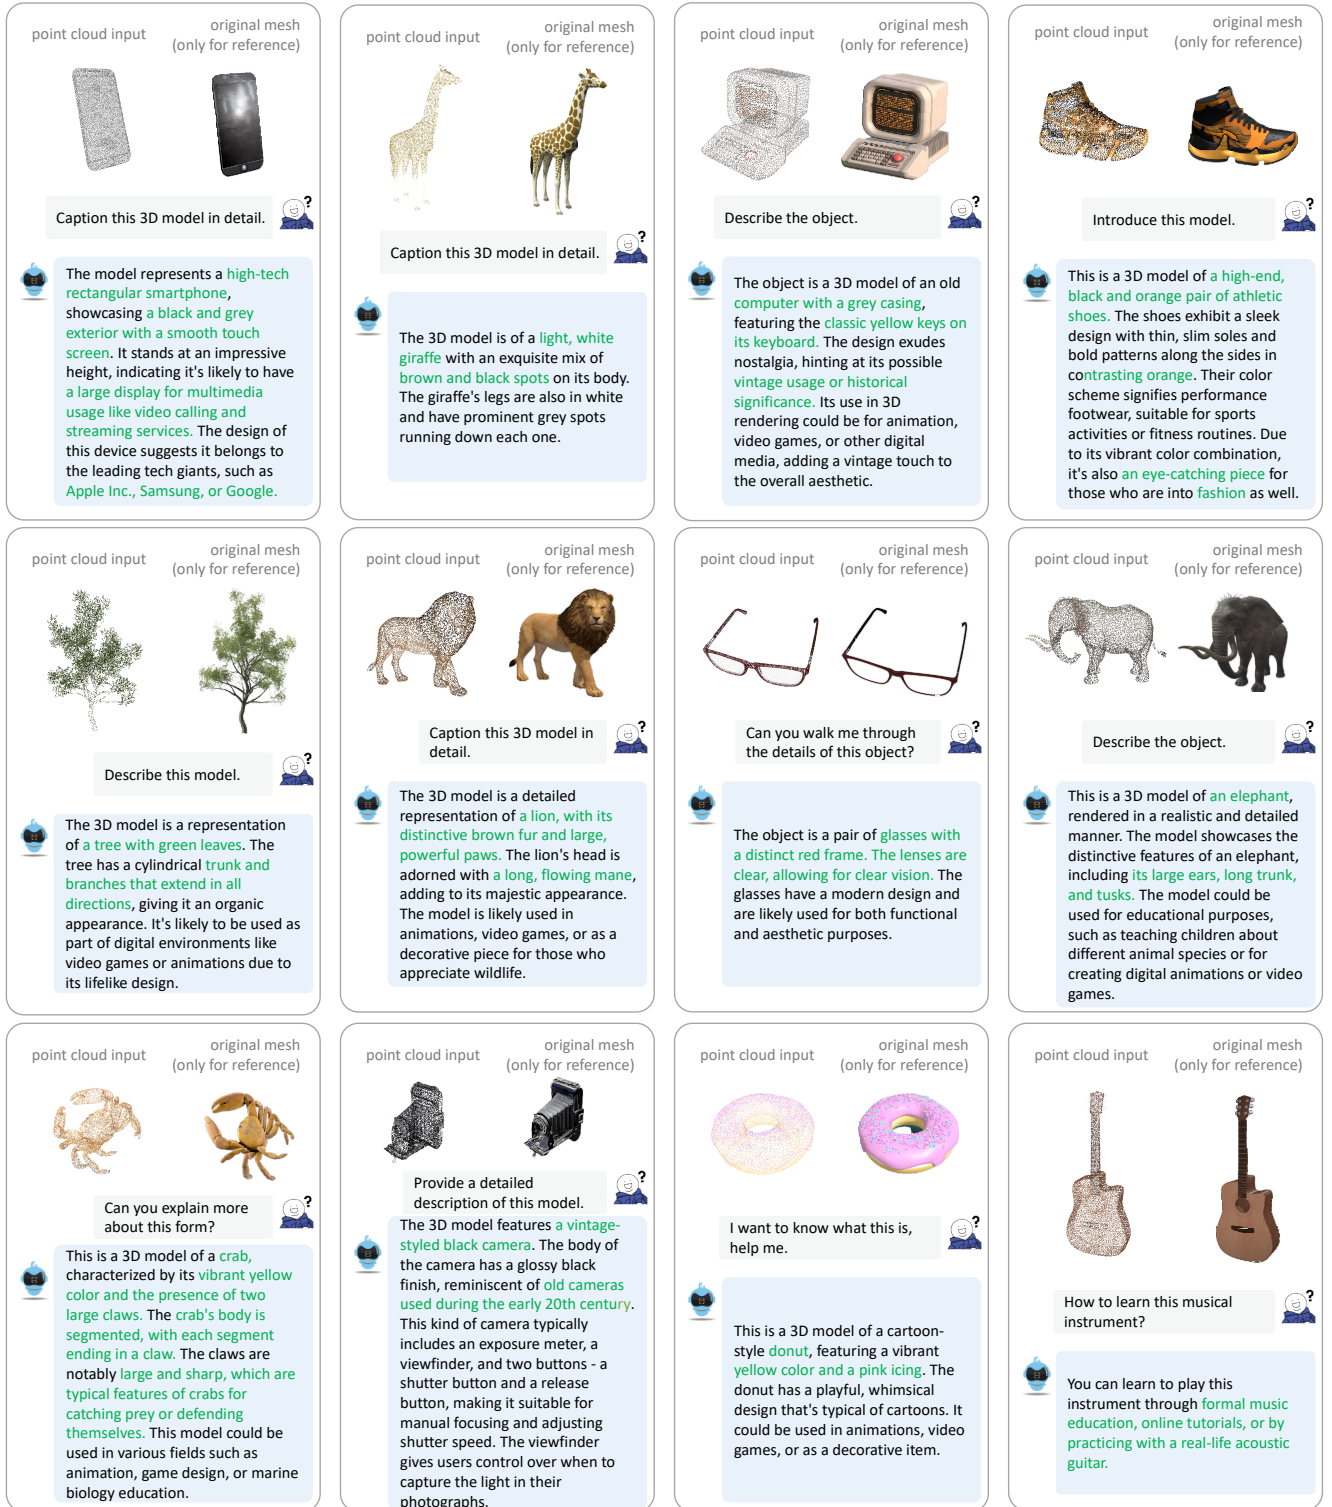 point cloud input
original mesh
(only for reference)
Caption this 3D model in detail.
?
The model represents a high-tech
rectangular smartphone,
showcasing a black and grey
exterior with a smooth touch
screen. It stands at an impressive
height, indicating it's likely to have
a large display for multimedia
usage like video calling and
streaming services. The design of
this device suggests it belongs to
the leading tech giants, such as
Apple Inc., Samsung, or Google.
point cloud input
original mesh
(only for reference)
Caption this 3D model in detail.
?
The 3D model is of a light, white
giraffe with an exquisite mix of
brown and black spots on its body.
The giraffe's legs are also in white
and have prominent grey spots
running down each one.
point cloud input
original mesh
(only for reference)
Describe the object.
?
The object is a 3D model of an old
computer with a grey casing,
featuring the classic yellow keys on
its keyboard. The design exudes
nostalgia, hinting at its possible
vintage usage or historical
significance. Its use in 3D
rendering could be for animation,
video games, or other digital
media, adding a vintage touch to
the overall aesthetic.
point cloud input
original mesh
(only for reference)
Introduce this model.
?
This is a 3D model of a high-end,
black and orange pair of athletic
shoes. The shoes exhibit a sleek
design with thin, slim soles and
bold patterns along the sides in
contrasting orange. Their color
scheme signifies performance
footwear, suitable for sports
activities or fitness routines. Due
to its vibrant color combination,
it's also an eye-catching piece for
those who are into fashion as well.
point cloud input
original mesh
(only for reference)
Describe this model.
?
The 3D model is a representation
of a tree with green leaves. The
tree has a cylindrical trunk and
branches that extend in all
directions, giving it an organic
appearance. It's likely to be used as
part of digital environments like
video games or animations due to
its lifelike design.
point cloud input
original mesh
(only for reference)
Caption this 3D model in
detail.
?
The 3D model is a detailed
representation of a lion, with its
distinctive brown fur and large,
powerful paws. The lion's head is
adorned with a long, flowing mane,
adding to its majestic appearance.
The model is likely used in
animations, video games, or as a
decorative piece for those who
appreciate wildlife.
point cloud input
original mesh
(only for reference)
Can you walk me through
the details of this object?
?
The object is a pair of glasses with
a distinct red frame. The lenses are
clear, allowing for clear vision. The
glasses have a modern design and
are likely used for both functional
and aesthetic purposes.
point cloud input
original mesh
(only for reference)
Describe the object.
?
This is a 3D model of an elephant,
rendered in a realistic and detailed
manner. The model showcases the
distinctive features of an elephant,
including its large ears, long trunk,
and tusks. The model could be
used for educational purposes,
such as teaching children about
different animal species or for
creating digital animations or video
games.
point cloud input
original mesh
(only for reference)
Can you explain more
about this form?
?
This is a 3D model of a crab,
characterized by its vibrant yellow
color and the presence of two
large claws. The crab's body is
segmented, with each segment
ending in a claw. The claws are
notably large and sharp, which are
typical features of crabs for
catching prey or defending
themselves. This model could be
used in various fields such as
animation, game design, or marine
biology education.
point cloud input
original mesh
(only for reference)
Provide a detailed
description of this model.
?
The 3D model features a vintage-
styled black camera. The body of
the camera has a glossy black
finish, reminiscent of old cameras
used during the early 20th century.
This kind of camera typically
includes an exposure meter, a
viewfinder, and two buttons - a
shutter button and a release
button, making it suitable for
manual focusing and adjusting
shutter speed. The viewfinder
gives users control over when to
capture the light in their
photographs.
point cloud input
original mesh
(only for reference)
I want to know what this is,
help me.
?
This is a 3D model of a cartoon-
style donut, featuring a vibrant
yellow color and a pink icing. The
donut has a playful, whimsical
design that's typical of cartoons. It
could be used in animations, video
games, or as a decorative item.
point cloud input
original mesh
(only for reference)
How to learn this musical
instrument?
?
You can learn to play this
instrument through formal music
education, online tutorials, or by
practicing with a real-life acoustic
guitar.